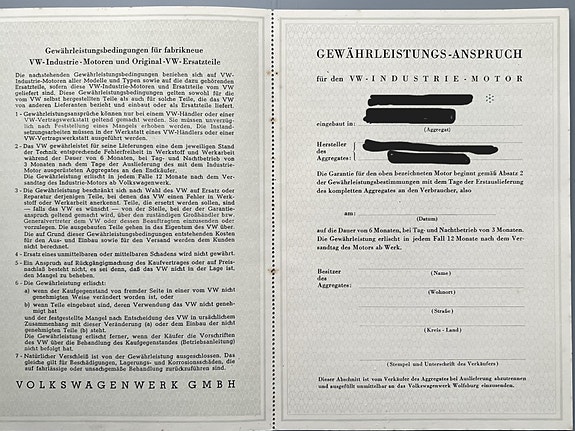 Gewährleistungsbedingungen für fabrikneue
VW-Industrie-Motoren und Original-VW-Ersatzteile
Die nachstehenden Gewährleistungsbedingungen beziehen sich auf VW-
Industrie-Motoren aller Modelle und Typen sowie auf die dazu gehörenden
Ersatzteile, sofern diese VW-Industrie-Motoren und Ersatzteile vom VW
geliefert sind. Diese Gewährleistungsbedingungen gelten sowohl für die
vom VW selbst hergestellten Teile als auch für solche Teile, die das VW
von anderen Lieferanten bezieht und einbaut oder als Ersatzteile liefert.
1 - Gewährleistungsansprüche können nur bei einem VW-Händler oder einer
VW-Vertragswerkstatt gemacht werden. Sie müssen unverzüg-
lich nach Feststellung eines Mangels erhoben werden. Die Instand-
setzungsarbeiten müssen in der Werkstatt eines VW-Händlers oder einer
VW-Vertragswerkstatt ausgeführt werden.
2 - Das VW gewährleistet für seine Lieferungen eine dem jeweiligen Stand
der Technik entsprechende Fehlerfreiheit in Werkstoff und Werkarbeit
während der Dauer von 6 Monaten, bei Tag- und Nachtbetrieb von
3 Monaten nach dem Tage der Auslieferung des mit dem Industrie-
Motor ausgerüsteten Aggregates an den Endkäufer.
Die Gewährleistung erlischt in jedem Falle 12 Monate nach dem Ver-
sandtag des Industrie-Motors ab Volkswagenwerk.
3 - Die Gewährleistung beschränkt sich nach Wahl des VW auf Ersatz oder
Reparatur derjenigen Teile, bei denen das VW einen Fehler in Werk-
stoff oder Werkarbeit anerkennt. Teile, die ersetzt werden sollen, sind
— falls das VW es wünscht — von der Stelle, bei der der Garantie-
anspruch geltend gemacht wird, über den zuständigen Großhändler bzw.
Generalvertreter dem VW oder dessen Beauftragten einzusenden oder
vorzulegen. Die ausgebauten Teile gehen in das Eigentum des VW über.
Die auf Grund dieser Gewährleistungsbedingungen entstehenden Kosten
für den Aus- und Einbau sowie für den Versand werden dem Kunden
nicht berechnet.
4 - Ersatz eines unmittelbaren oder mittelbaren Schadens wird nicht gewährt.
5 - Ein Anspruch auf Rückgängigmachung des Kaufvertrages oder auf Preis-
nachlaß besteht nicht, es sei denn, daß das VW nicht in der Lage ist,
den Mangel zu beheben.
6 - Die Gewährleistung erlischt:
a) wenn der Kaufgegenstand von fremder Seite in einer vom VW nicht
genehmigten Weise verändert worden ist, oder
b) wenn Teile eingebaut sind, deren Verwendung das VW nicht geneh-
migt hat
und der festgestellte Mangel nach Entscheidung des VW in ursächlichem
Zusammenhang mit dieser Veränderung (a) oder dem Einbau der nicht
genehmigten Teile (b) steht.
Die Gewährleistung erlischt ferner, wenn der Käufer die Vorschriften
des VW über die Behandlung des Kaufgegenstandes (Betriebsanleitung)
nicht befolgt hat.
7 - Natürlicher Verschleiß ist von der Gewährleistung ausgeschlossen. Das
gleiche gilt für Beschädigungen, Lagerungs- und Korrosionsschäden, die
auf fahrlässige oder unsachgemäße Behandlung zurückzuführen sind.
VOLKSWAGENWERK GMBH
GEWÄHRLEISTUNGS-ANSPRUCH
für den VW-INDUSTRIE-MOTOR
eingebaut in:
(Aggregat)
Hersteller
des
Aggregates:
Die Garantie für den oben bezeichneten Motor beginnt gemäß Absatz 2
der Gewährleistungsbestimmungen mit dem Tage der Erstauslieferung
des kompletten Aggregates an den Verbraucher, also
am:
(Datum)
auf die Dauer von 6 Monaten, bei Tag- und Nachtbetrieb von 3 Monaten.
Die Gewährleistung erlischt in jedem Fall 12 Monate nach dem Ver-
sandtag des Motors ab Werk.
Besitzer
des
Aggregates:
(Name)
(Wohnort)
(Straße)
(Kreis - Land)
(Stempel und Unterschrift des Verkäufers)
Dieser Abschnitt ist vom Verkäufer des Aggregates bei Auslieferung abzutrennen
und ausgefüllt unmittelbar an das Volkswagenwerk Wolfsburg einzusenden.